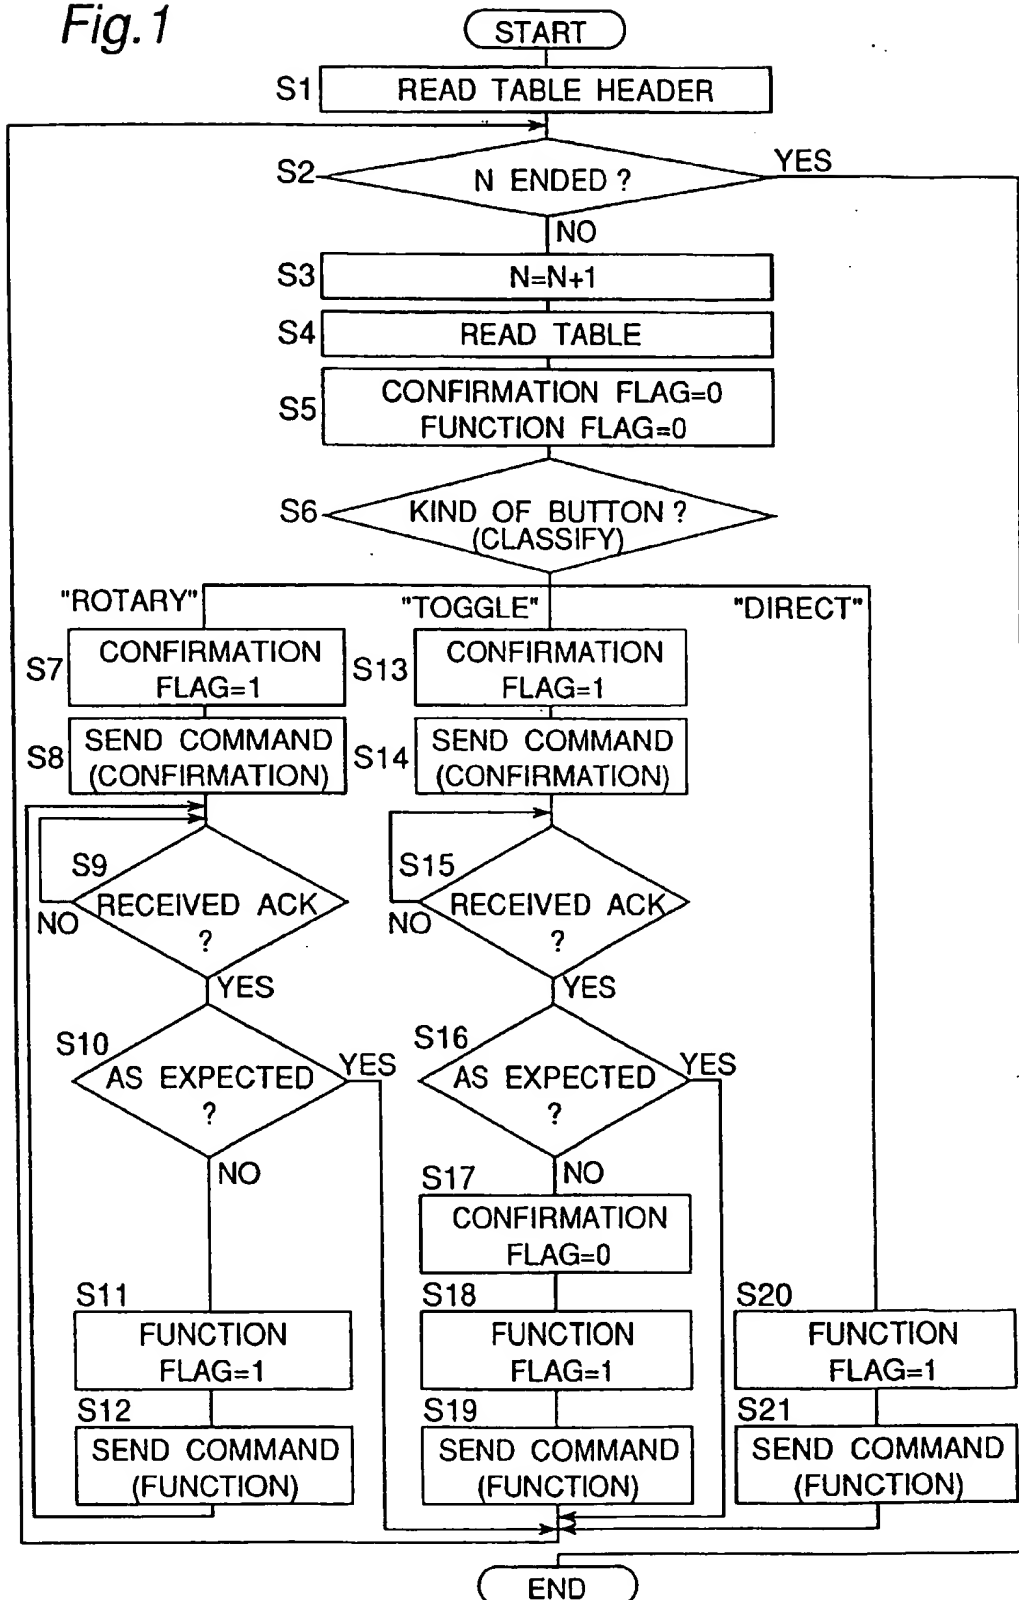 Fig.1
START
S1
READ TABLE HEADER
S2
N ENDED ?
YES
NO
S3
N=N+1
S4
READ TABLE
S5
CONFIRMATION FLAG=0
FUNCTION FLAG=0
S6
KIND OF BUTTON ?
(CLASSIFY)
"ROTARY"
"TOGGLE"
"DIRECT"
S7
CONFIRMATION
FLAG=1
S13
CONFIRMATION
FLAG=1
S8
SEND COMMAND
(CONFIRMATION)
S14
SEND COMMAND
(CONFIRMATION)
S9
RECEIVED ACK
?
NO
YES
S15
RECEIVED ACK
?
NO
YES
S10
AS EXPECTED
?
YES
NO
S16
AS EXPECTED
?
YES
NO
S17
CONFIRMATION
FLAG=0
S11
FUNCTION
FLAG=1
S18
FUNCTION
FLAG=1
S20
FUNCTION
FLAG=1
S12
SEND COMMAND
(FUNCTION)
S19
SEND COMMAND
(FUNCTION)
S21
SEND COMMAND
(FUNCTION)
END